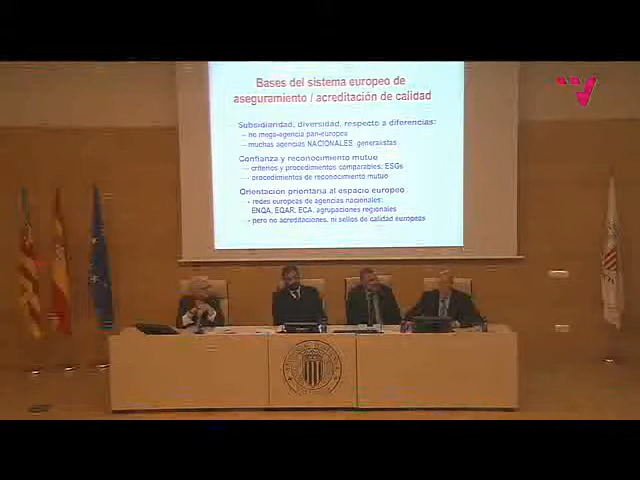 Bases del sistema europeo de
aseguramiento / acreditación de calidad
Subsidiaridad, diversidad, respecto a diferencias:
– no mega-agencia pan-europea
– muchas agencias NACIONALES generalistas
Confianza y reconocimiento mutuo
– criterios y procedimientos comparables, ESGs
– procedimientos de reconocimiento mutuo
Orientación prioritaria al espacio europeo
• redes europeas de agencias nacionales:
ENQA, EQAR, ECA, agrupaciones regionales
• pero no acreditaciones, ni sellos de calidad europeas